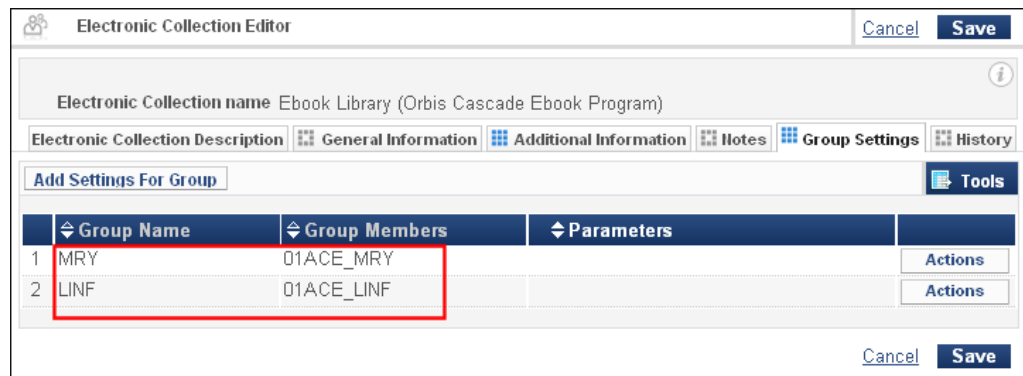 Electronic Collection Editor
Cancel Save
i
Electronic Collection name Ebook Library (Orbis Cascade Ebook Program)
Electronic Collection Description General Information Additional Information Notes Group Settings History
Add Settings For Group Tools
Group Name Group Members Parameters
1 MRY 01ACE_MRY Actions
2 LINF 01ACE_LINF Actions
Cancel Save